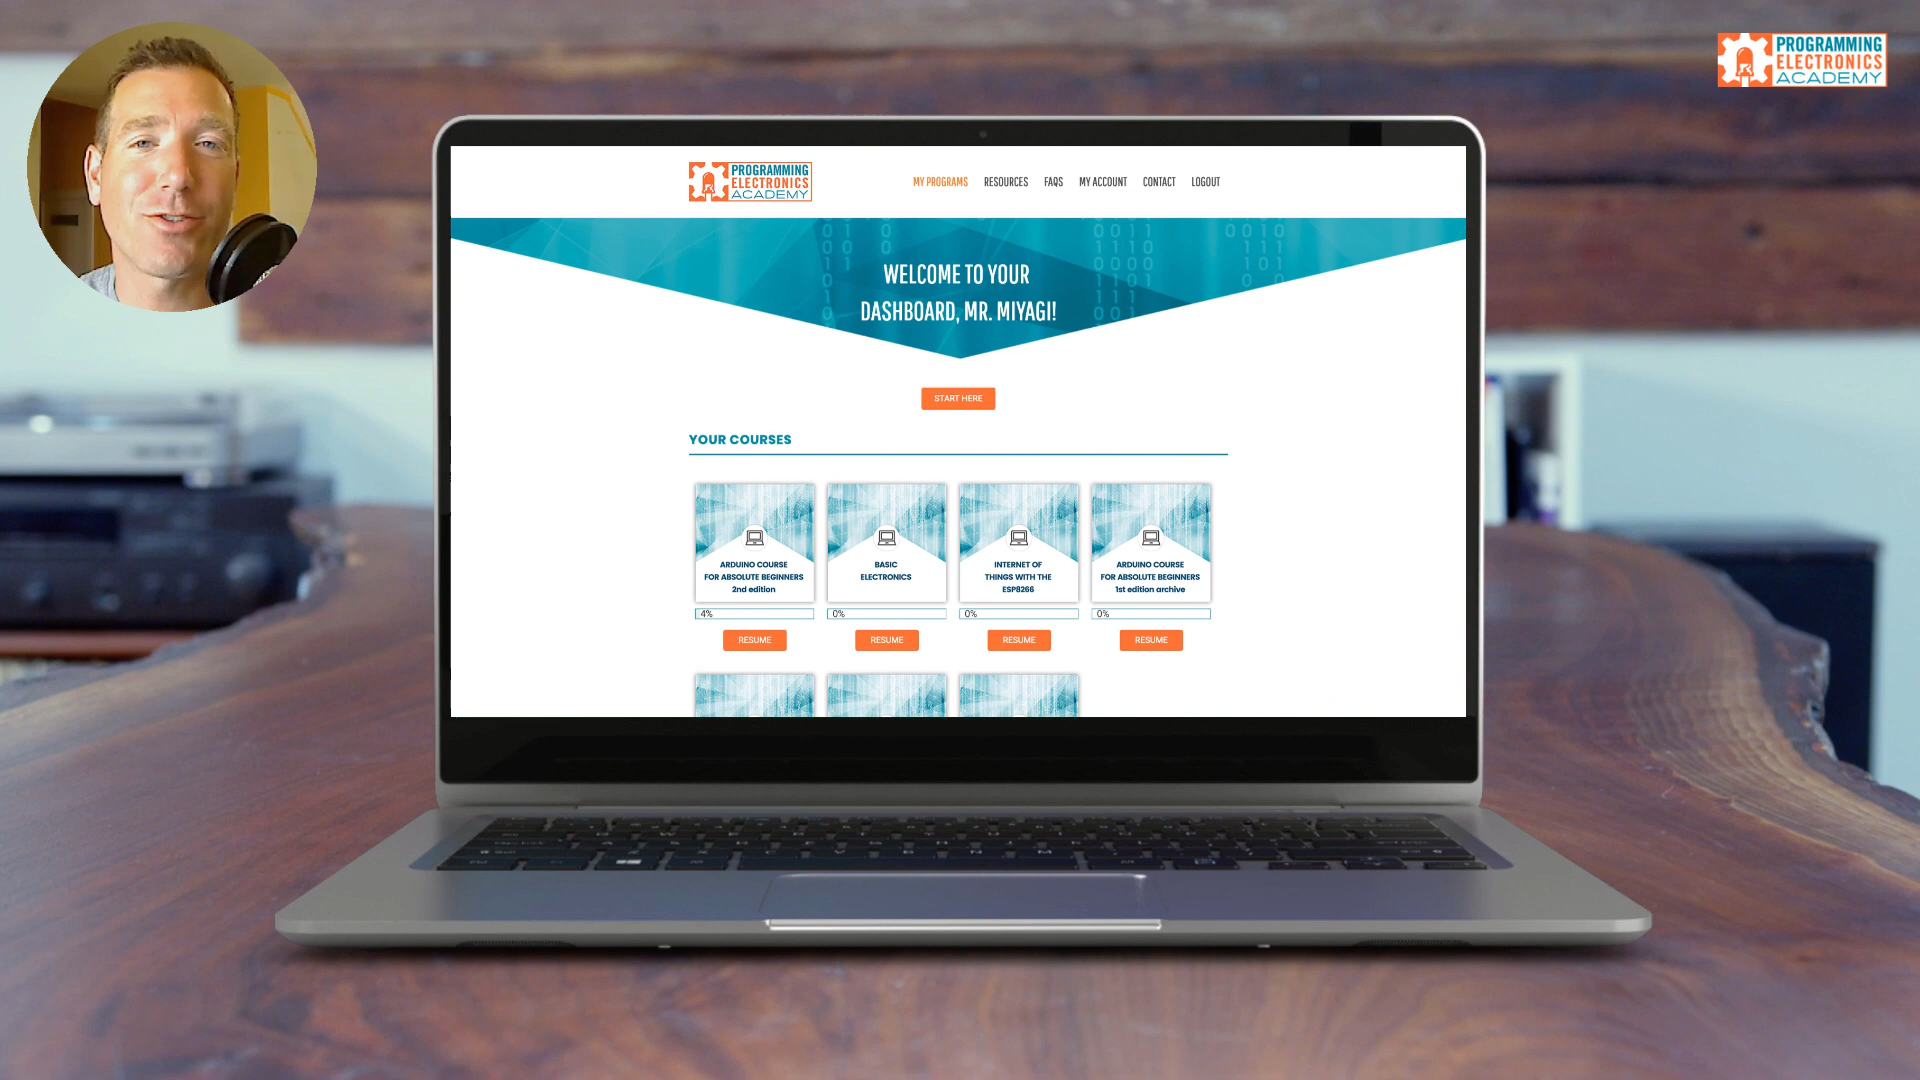 PROGRAMMING
ELECTRONICS
ACADEMY
PROGRAMMING
ELECTRONICS
ACADEMY
MY PROGRAMS RESOURCES FAQS MY ACCOUNT CONTACT LOGOUT
WELCOME TO YOUR
DASHBOARD, MR. MIYAGI!
START HERE
YOUR COURSES
ARDUINO COURSE
FOR ABSOLUTE BEGINNERS
2nd edition
4%
RESUME
BASIC
ELECTRONICS
0%
RESUME
INTERNET OF
THINGS WITH THE
ESP8266
0%
RESUME
ARDUINO COURSE
FOR ABSOLUTE BEGINNERS
1st edition archive
0%
RESUME